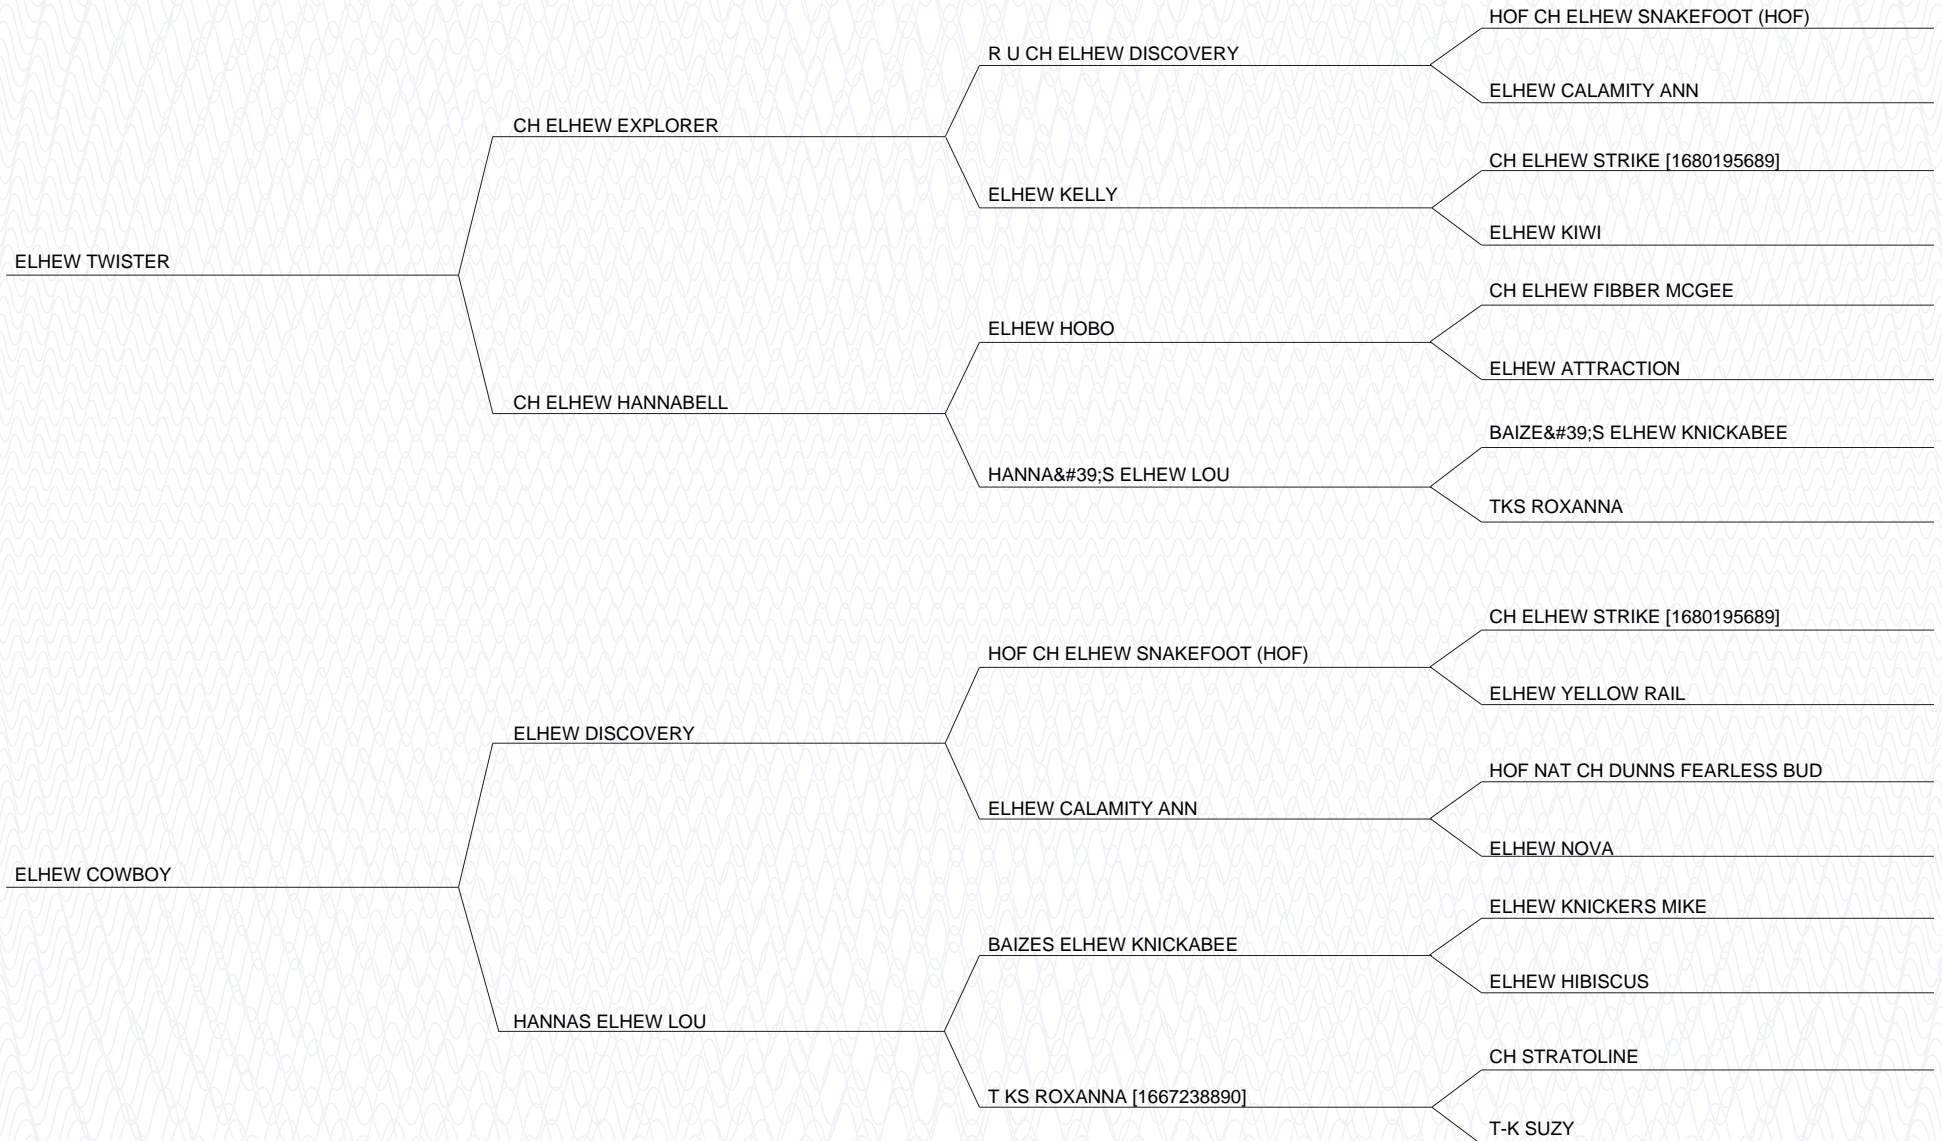 HOF CH ELHEW SNAKEFOOT (HOF)
R U CH ELHEW DISCOVERY
ELHEW CALAMITY ANN
CH ELHEW EXPLORER
CH ELHEW STRIKE [1680195689]
ELHEW KELLY
ELHEW KIWI
ELHEW TWISTER
CH ELHEW FIBBER MCGEE
ELHEW HOBO
ELHEW ATTRACTION
CH ELHEW HANNABELL
BAIZE&#39;S ELHEW KNICKABEE
HANNA&#39;S ELHEW LOU
TKS ROXANNA
CH ELHEW STRIKE [1680195689]
HOF CH ELHEW SNAKEFOOT (HOF)
ELHEW YELLOW RAIL
ELHEW DISCOVERY
HOF NAT CH DUNNS FEARLESS BUD
ELHEW CALAMITY ANN
ELHEW NOVA
ELHEW COWBOY
ELHEW KNICKERS MIKE
BAIZES ELHEW KNICKABEE
ELHEW HIBISCUS
HANNAS ELHEW LOU
CH STRATOLINE
T KS ROXANNA [1667238890]
T-K SUZY